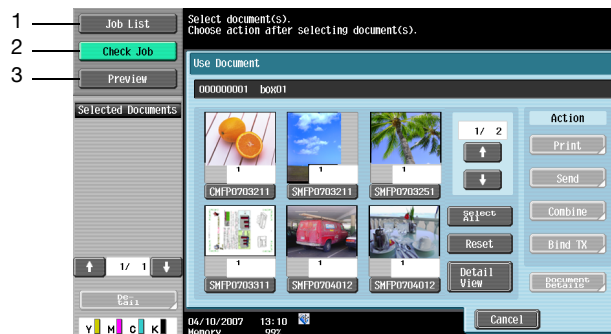 1
Job List
2
Check Job
3
Preview
Selected Documents
1/ 1
De-
tail
Y M C K
Select document(s).
Choose action after selecting document(s).
Use Document
000000001 box01
1
CMFP0703211
1
SMFP0703211
1
SMFP0703251
1
SMFP0703311
1
SMFP0704012
1
SMFP0704012
1/ 2
Select
All
Reset
Detail
View
Action
Print
Send
Combine
Bind TX
Document
Details
04/10/2007 13:10
Memory 99%
Cancel